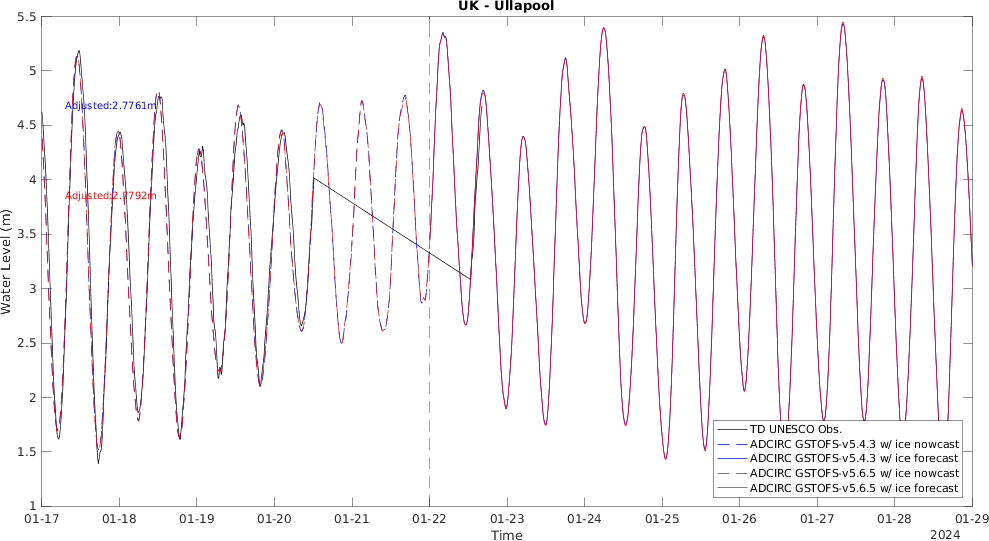 UK - Ullapool
5.5
5
4.5
4
3.5
3
2.5
2
1.5
1
Water Level (m)
Adjusted:2.7761m
Adjusted:2.7792m
TD UNESCO Obs.
ADCIRC GSTOFS-v5.4.3 w/ ice nowcast
ADCIRC GSTOFS-v5.4.3 w/ ice forecast
ADCIRC GSTOFS-v5.6.5 w/ ice nowcast
ADCIRC GSTOFS-v5.6.5 w/ ice forecast
01-17 01-18 01-19 01-20 01-21 01-22 01-23 01-24 01-25 01-26 01-27 01-28 01-29
Time
2024